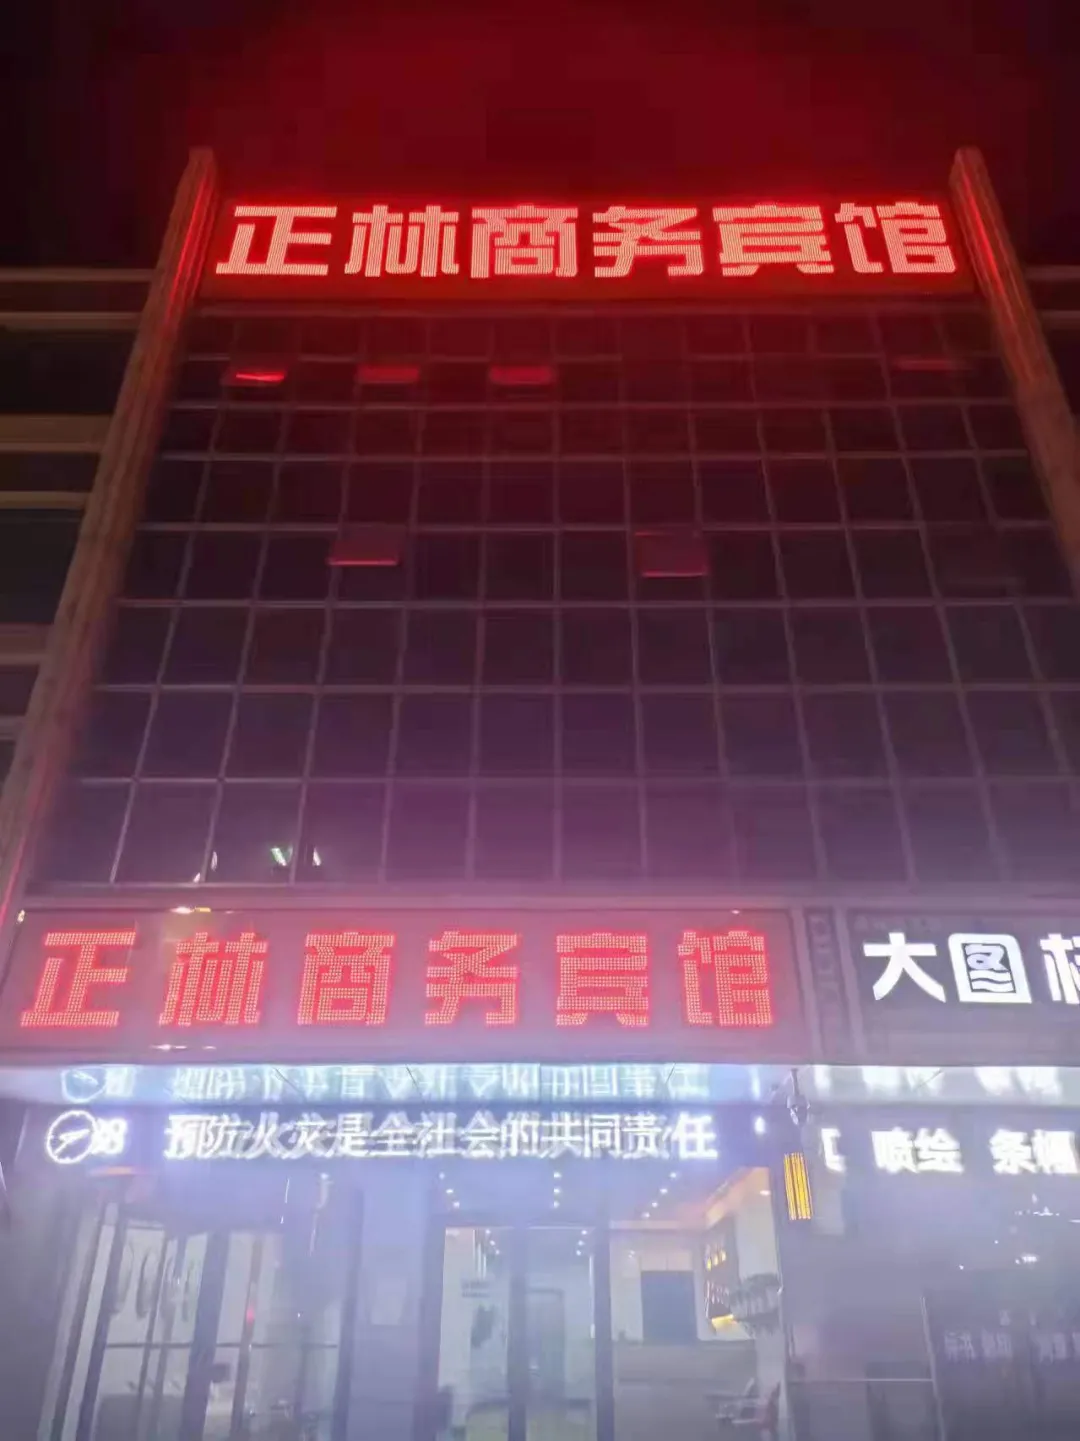 正林商务宾馆
正林商务宾馆
大图
预防火灾是全社会的共同责任
喷绘 条幅